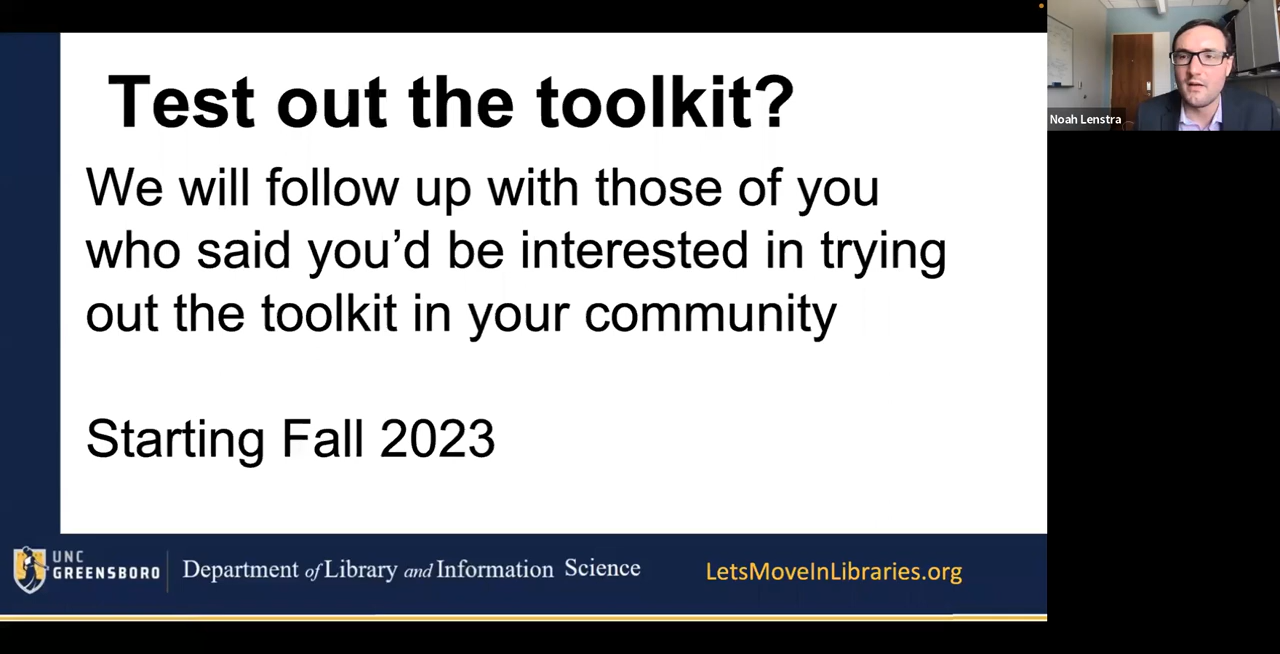 Test out the toolkit?
We will follow up with those of you
who said you’d be interested in trying
out the toolkit in your community
Starting Fall 2023
UNC
GREENSBORO
Department of Library and Information Science
LetsMoveInLibraries.org
Noah Lenstra